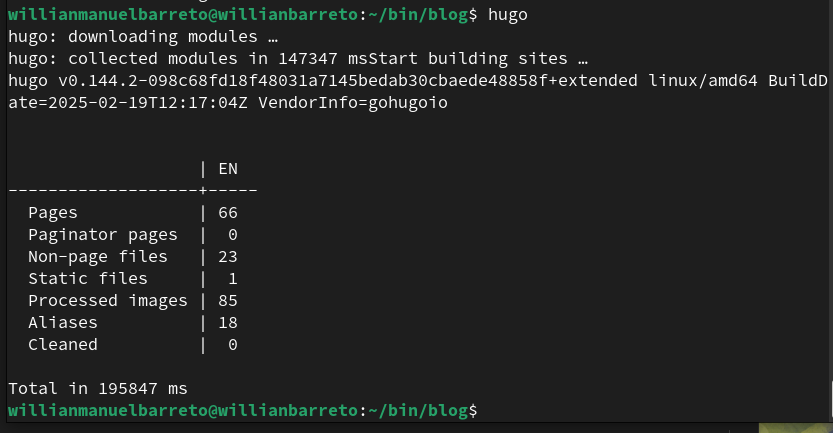 willianmanuelbarreto@willianbarreto:~/bin/blog$ hugo
hugo: downloading modules …
hugo: collected modules in 147347 msStart building sites …
hugo v0.144.2-098c68fd18f48031a7145bedab30cbaede48858f+extended linux/amd64 BuildD
ate=2025-02-19T12:17:04Z VendorInfo=gohugoio
| EN
-------------------+-----
Pages | 66
Paginator pages | 0
Non-page files | 23
Static files | 1
Processed images | 85
Aliases | 18
Cleaned | 0
Total in 195847 ms
willianmanuelbarreto@willianbarreto:~/bin/blog$